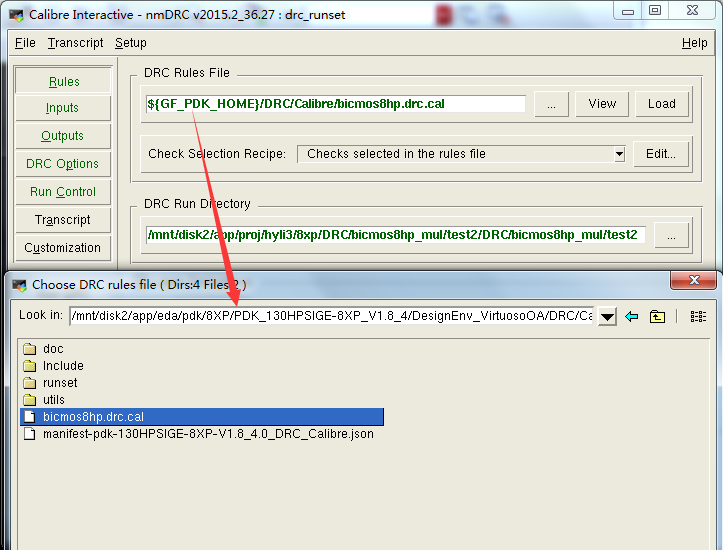 Calibre Interactive - nmDRC v2015.2_36.27 : drc_runset
File Transcript Setup Help
Rules
Inputs
Outputs
DRC Options
Run Control
Transcript
Customization
DRC Rules File
${GF_PDK_HOME}/DRC/Calibre/bicmos8hp.drc.cal
... View Load
Check Selection Recipe: Checks selected in the rules file Edit...
DRC Run Directory
/mnt/disk2/app/proj/hyli3/8xp/DRC/bicmos8hp_mul/test2/DRC/bicmos8hp_mul/test2 ...
Choose DRC rules file ( Dirs:4 Files:2 )
Look in: /mnt/disk2/app/eda/pdk/8XP/PDK_130HPSIGE-8XP_V1.8_4/DesignEnv_VirtuosoOA/DRC/Ca
doc
Include
runset
utils
bicmos8hp.drc.cal
manifest-pdk-130HPSIGE-8XP-V1.8_4.0_DRC_Calibre.json